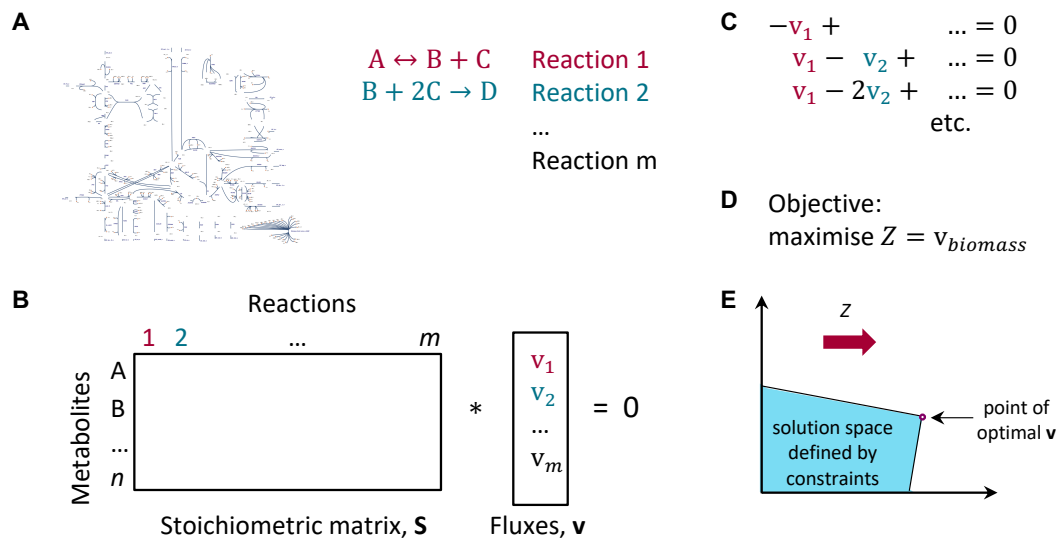 A
A ↔ B + C Reaction 1
B + 2C → D Reaction 2
...
Reaction m
B
Reactions
1 2 ... m
Metabolites
A
B
...
n
v₁
v₂
...
vₘ
* = 0
Stoichiometric matrix, S
Fluxes, v
C
−v₁ + ... = 0
v₁ − v₂ + ... = 0
v₁ − 2v₂ + ... = 0
etc.
D
Objective:
maximise Z = v_biomass
E
Z
solution space
defined by
constraints
point of
optimal v